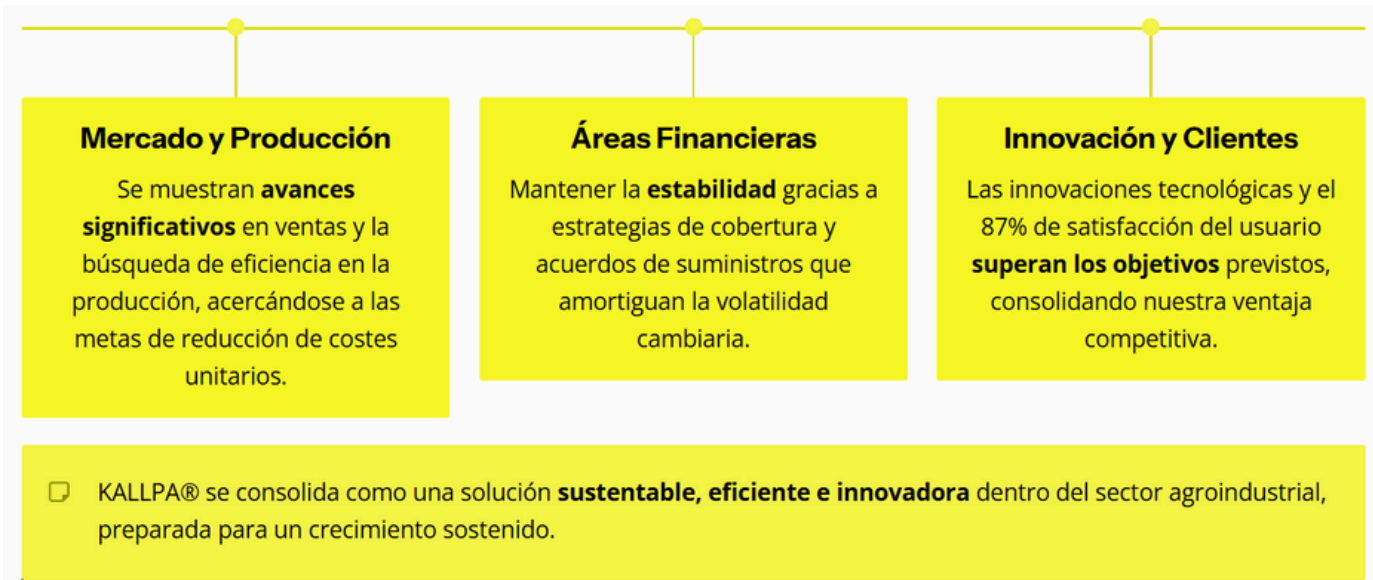 Mercado y Producción
Se muestran avances
significativos en ventas y la
búsqueda de eficiencia en la
producción, acercándose a las
metas de reducción de costes
unitarios.
Áreas Financieras
Mantener la estabilidad gracias a
estrategias de cobertura y
acuerdos de suministros que
amortiguan la volatilidad
cambiaria.
Innovación y Clientes
Las innovaciones tecnológicas y el
87% de satisfacción del usuario
superan los objetivos previstos,
consolidando nuestra ventaja
competitiva.
KALLPA® se consolida como una solución sustentable, eficiente e innovadora dentro del sector agroindustrial,
preparada para un crecimiento sostenido.